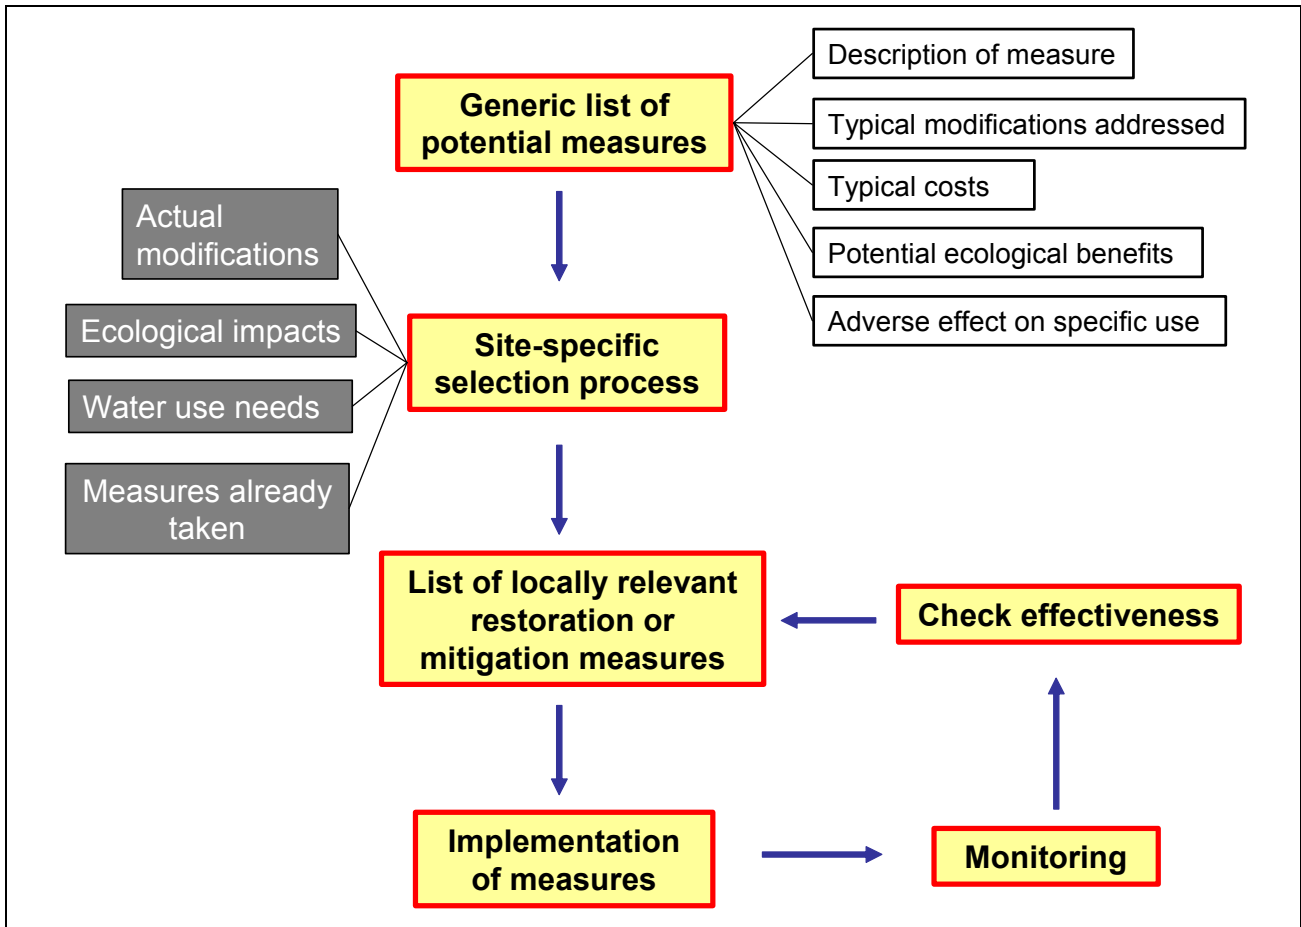 Generic list of
potential measures
Description of measure
Typical modifications addressed
Typical costs
Potential ecological benefits
Adverse effect on specific use
Actual
modifications
Ecological impacts
Water use needs
Measures already
taken
Site-specific
selection process
List of locally relevant
restoration or
mitigation measures
Check effectiveness
Implementation
of measures
Monitoring